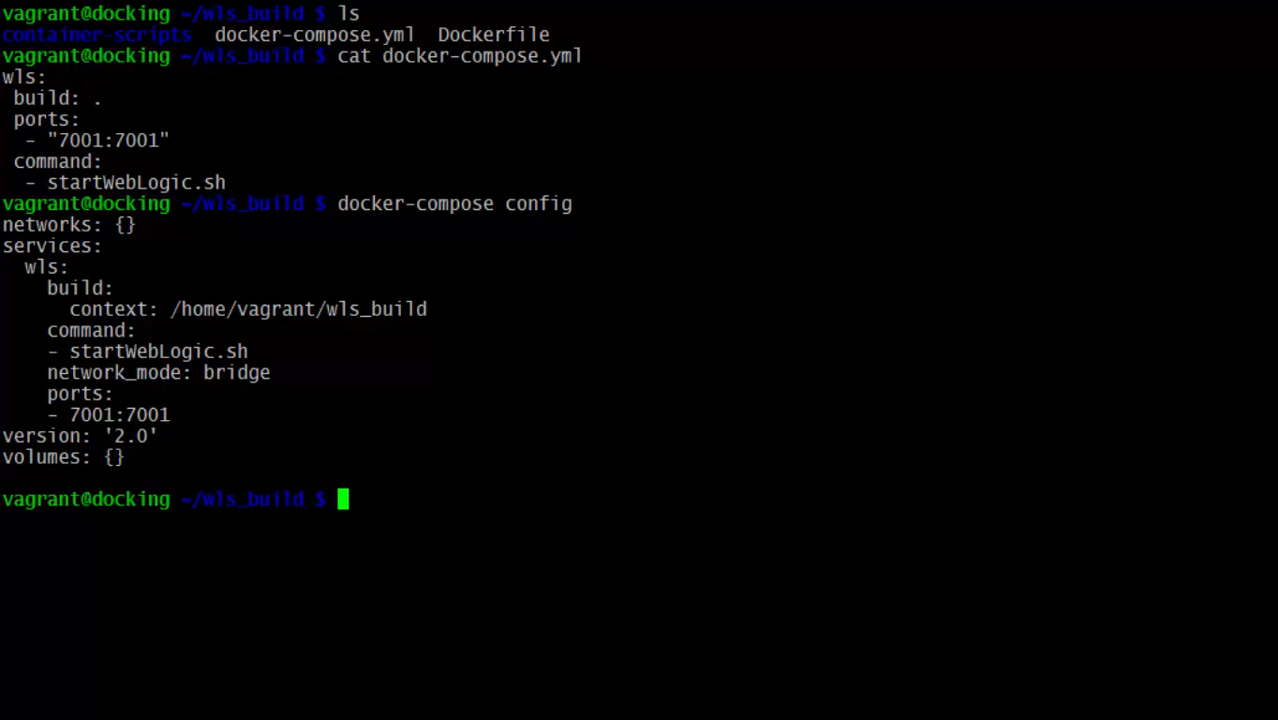 vagrant@docking ~/wls_build $ ls
container-scripts  docker-compose.yml  Dockerfile
vagrant@docking ~/wls_build $ cat docker-compose.yml
wls:
 build: .
 ports:
  - "7001:7001"
 command:
  - startWebLogic.sh
vagrant@docking ~/wls_build $ docker-compose config
networks: {}
services:
  wls:
    build:
      context: /home/vagrant/wls_build
    command:
    - startWebLogic.sh
    network_mode: bridge
    ports:
    - 7001:7001
version: '2.0'
volumes: {}
vagrant@docking ~/wls_build $